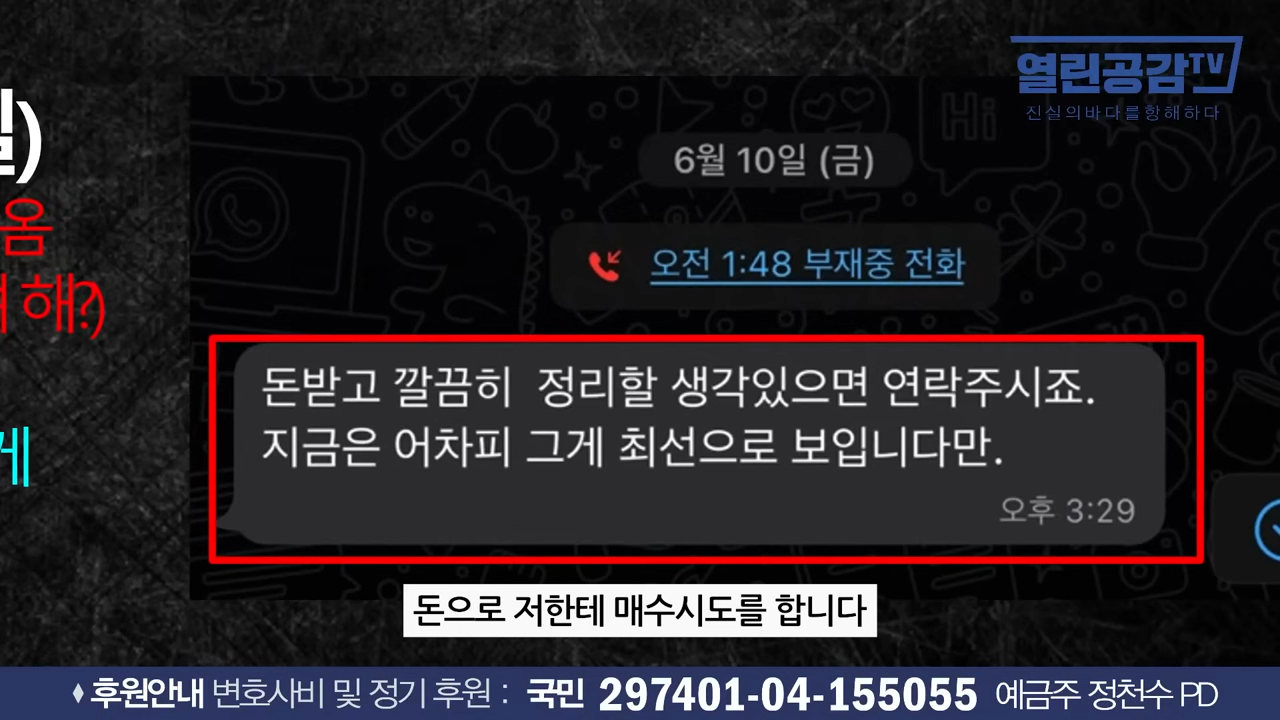 열린공감TV
진실의바다를항해하다
옴
해?)
게
Hi
6월 10일 (금)
오전 1:48 부재중 전화
돈받고 깔끔히 정리할 생각있으면 연락주시죠.
지금은 어차피 그게 최선으로 보입니다만.
오후 3:29
돈으로 저한테 매수시도를 합니다
♦ 후원안내 변호사비 및 정기 후원 : 국민 297401-04-155055 예금주 정천수 PD